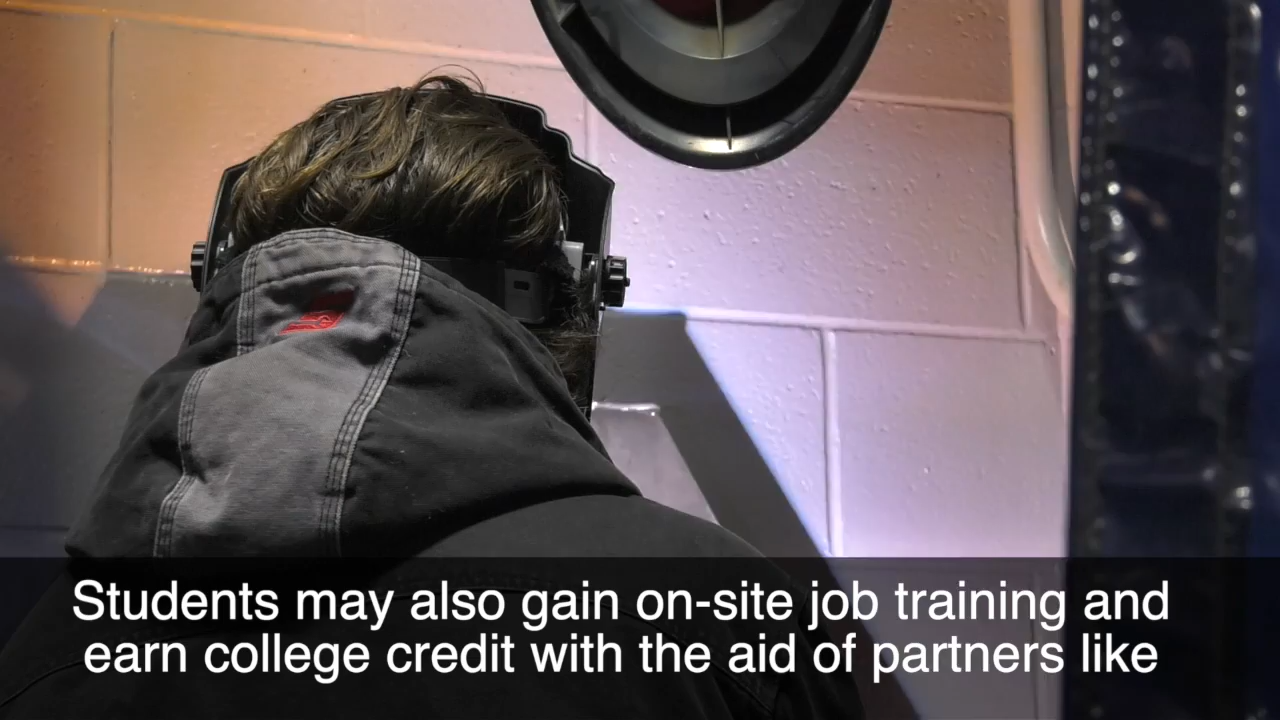 Students may also gain on-site job training and
earn college credit with the aid of partners like